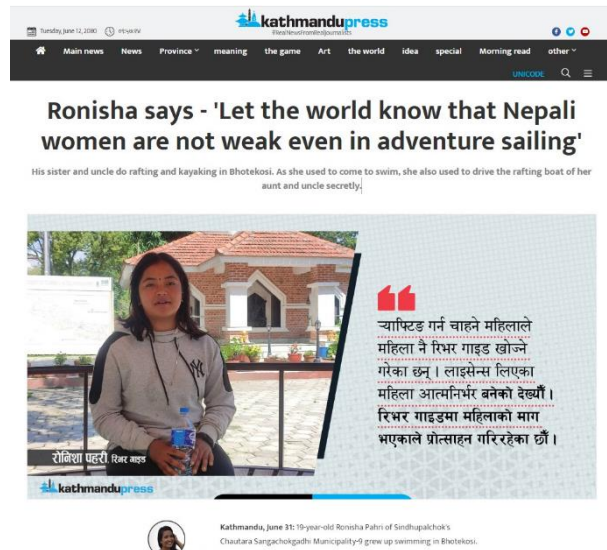 kathmandupress
#RealNewsFromRealJournalists
Tuesday, June 12, 2080
Main news News Province meaning the game Art the world idea special Morning read other
UNICODE
Ronisha says - 'Let the world know that Nepali
women are not weak even in adventure sailing'
His sister and uncle do rafting and kayaking in Bhotekosi. As she used to come to swim, she also used to drive the rafting boat of her
aunt and uncle secretly.
NY
र्‍याफ्टिङ गर्न चाहने महिलाले
महिला नै रिभर गाइड खोज्ने
गरेका छन् । लाइसेन्स लिएका
महिला आत्मनिर्भर बनेको देख्यौं ।
रिभर गाइडमा महिलाको माग
भएकाले प्रोत्साहन गरिरहेका छौं ।
रोनिशा पहरी, रिभर गाइड
kathmandupress
Kathmandu, June 31: 19-year-old Ronisha Pahri of Sindhupalchok's
Chautara Sangachokgadhi Municipality-9 grew up swimming in Bhotekosi.